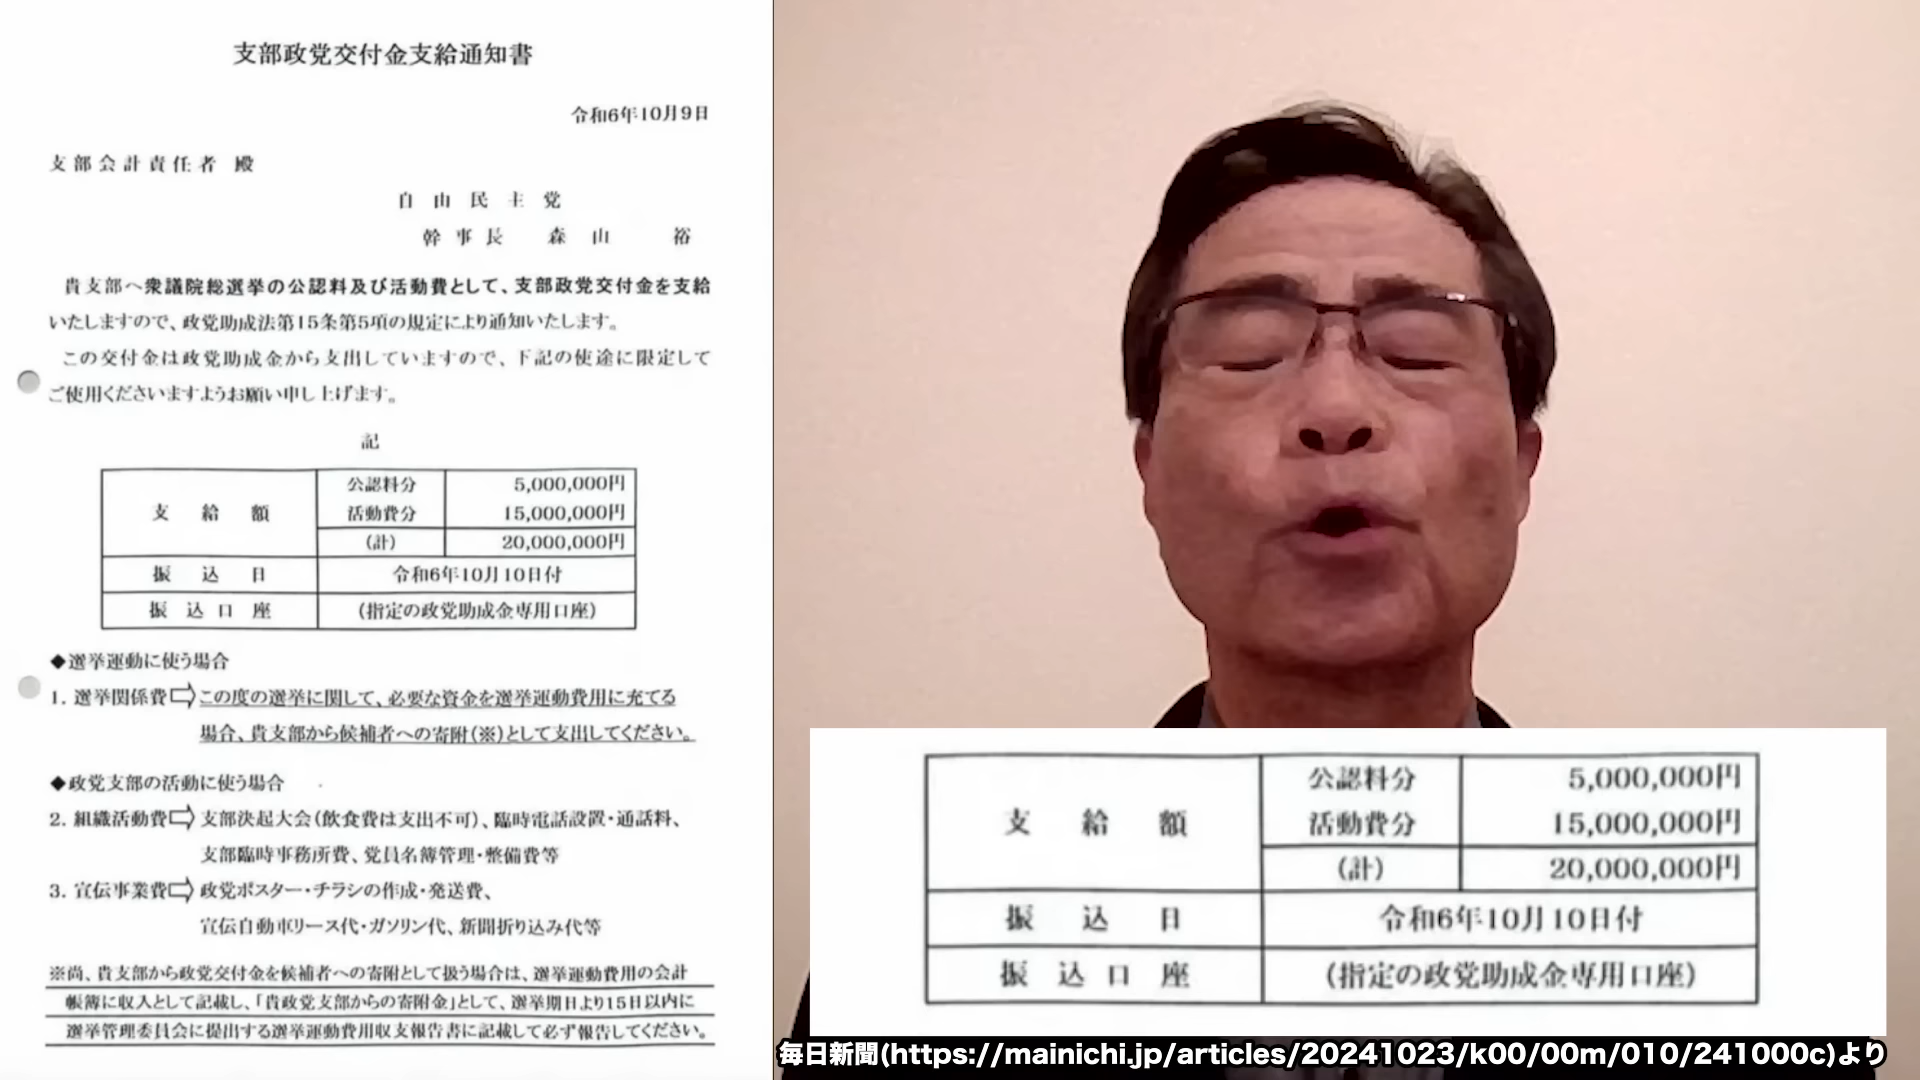 支部政党交付金支給通知書
令和6年10月9日
支部会計責任者 殿
自由民主党
幹事長 森山 裕
貴支部へ衆議院総選挙の公認料及び活動費として、支部政党交付金を支給
いたしますので、政党助成法第15条第5項の規定により通知いたします。
この交付金は政党助成金から支出していますので、下記の使途に限定して
ご使用くださいますようお願い申し上げます。
記
支給額 公認料分 5,000,000円
活動費分 15,000,000円
(計) 20,000,000円
振込日 令和6年10月10日付
振込口座 (指定の政党助成金専用口座)
◆選挙運動に使う場合
1. 選挙関係費⇨この度の選挙に関して、必要な資金を選挙運動費用に充てる
場合、貴支部から候補者への寄附(※)として支出してください。
◆政党支部の活動に使う場合
2. 組織活動費⇨支部決起大会(飲食費は支出不可)、臨時電話設置・通話料、
支部臨時事務所費、党員名簿管理・整備費等
3. 宣伝事業費⇨政党ポスター・チラシの作成・発送費、
宣伝自動車リース代・ガソリン代、新聞折り込み代等
※尚、貴支部から政党交付金を候補者への寄附として扱う場合は、選挙運動費用の会計
帳簿に収入として記載し、「貴政党支部からの寄附金」として、選挙期日より15日以内に
選挙管理委員会に提出する選挙運動費用収支報告書に記載して必ず報告してください。
支給額 公認料分 5,000,000円
活動費分 15,000,000円
(計) 20,000,000円
振込日 令和6年10月10日付
振込口座 (指定の政党助成金専用口座)
毎日新聞(https://mainichi.jp/articles/20241023/k00/00m/010/241000c)より